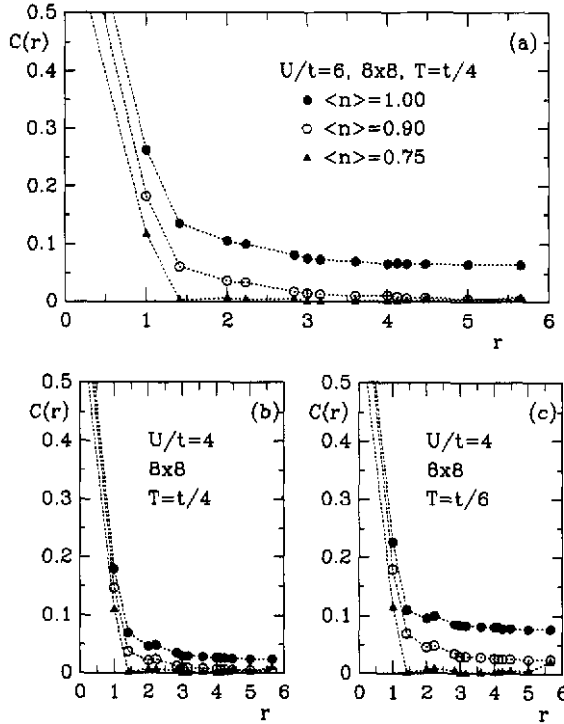 0.5
C(r)
(a)
0.4
U/t=6, 8x8, T=t/4
● <n>=1.00
0.3
○ <n>=0.90
▲ <n>=0.75
0.2
0.1
0
0 1 2 3 4 5 6
r
0.5
C(r)
(b)
0.4
U/t=4
8x8
0.3
T=t/4
0.2
0.1
0
0 1 2 3 4 5 6
r
0.5
C(r)
(c)
0.4
U/t=4
8x8
0.3
T=t/6
0.2
0.1
0
0 1 2 3 4 5 6
r